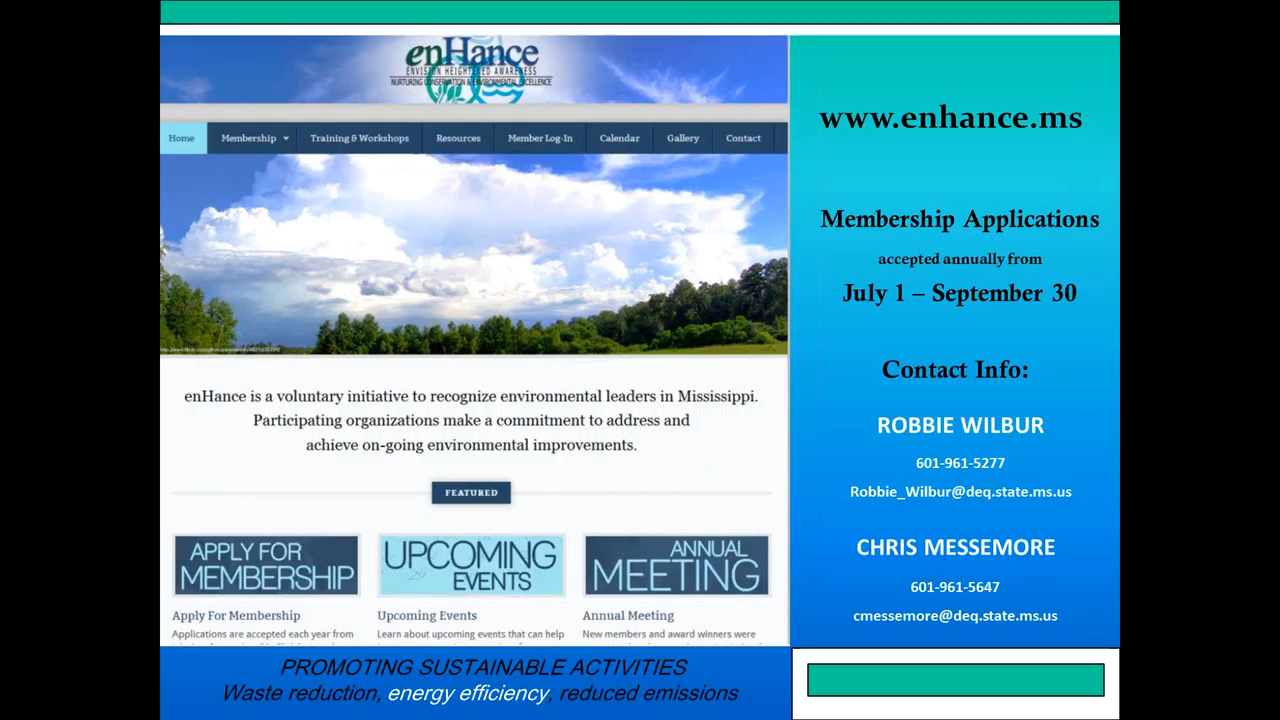 enHance
ENVISION HEIGHTENED AWARENESS
NURTURING CONSERVATION & ENVIRONMENTAL EXCELLENCE
Home Membership Training & Workshops Resources Member Log-In Calendar Gallery Contact
enHance is a voluntary initiative to recognize environmental leaders in Mississippi.
Participating organizations make a commitment to address and
achieve on-going environmental improvements.
FEATURED
APPLY FOR
MEMBERSHIP
Apply For Membership
Applications are accepted each year from
UPCOMING
EVENTS
Upcoming Events
Learn about upcoming events that can help
ANNUAL
MEETING
Annual Meeting
New members and award winners were
www.enhance.ms
Membership Applications
accepted annually from
July 1 – September 30
Contact Info:
ROBBIE WILBUR
601-961-5277
Robbie_Wilbur@deq.state.ms.us
CHRIS MESSEMORE
601-961-5647
cmessemore@deq.state.ms.us
PROMOTING SUSTAINABLE ACTIVITIES
Waste reduction, energy efficiency, reduced emissions